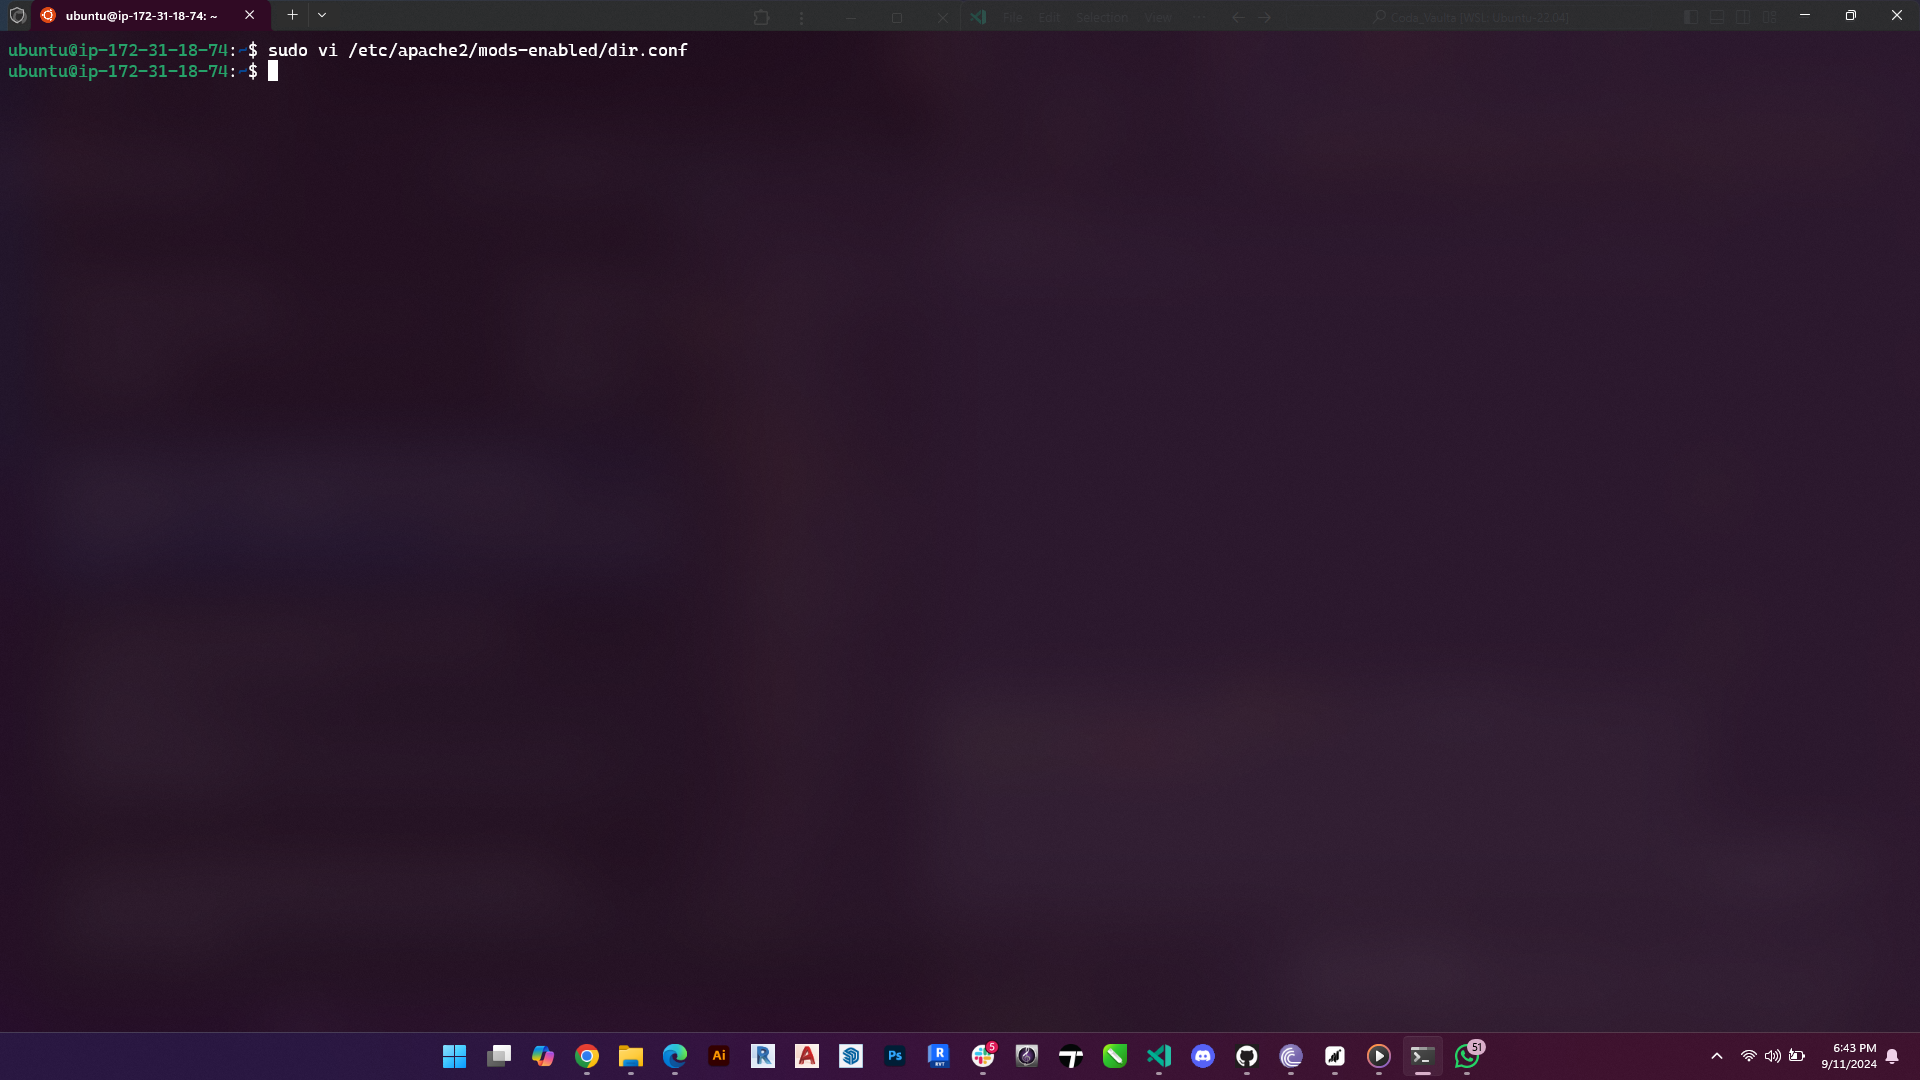 ubuntu@ip-172-31-18-74: ~
File Edit Selection View ... Coda_Vaulta [WSL: Ubuntu-22.04]
ubuntu@ip-172-31-18-74:~$ sudo vi /etc/apache2/mods-enabled/dir.conf
ubuntu@ip-172-31-18-74:~$
Ai
R
A
Ps
R
RVT
5
51
6:43 PM
9/11/2024